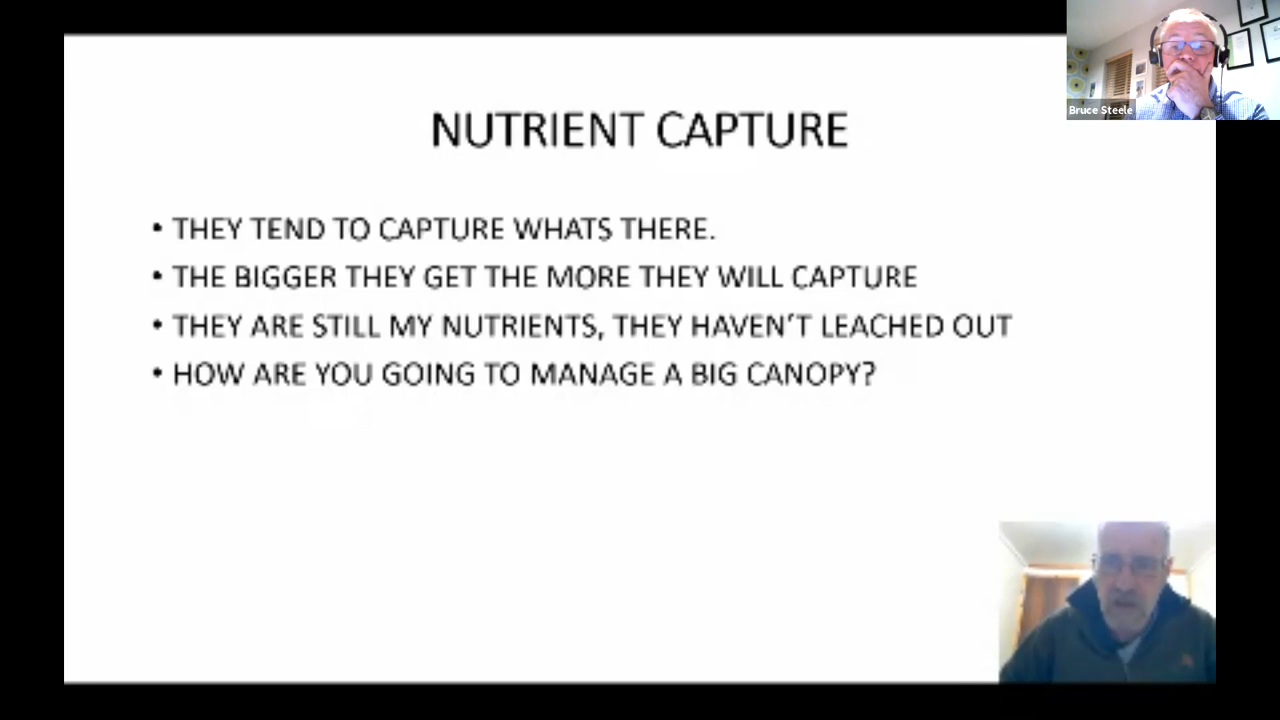 Bruce Steele
NUTRIENT CAPTURE
• THEY TEND TO CAPTURE WHATS THERE.
• THE BIGGER THEY GET THE MORE THEY WILL CAPTURE
• THEY ARE STILL MY NUTRIENTS, THEY HAVEN’T LEACHED OUT
• HOW ARE YOU GOING TO MANAGE A BIG CANOPY?